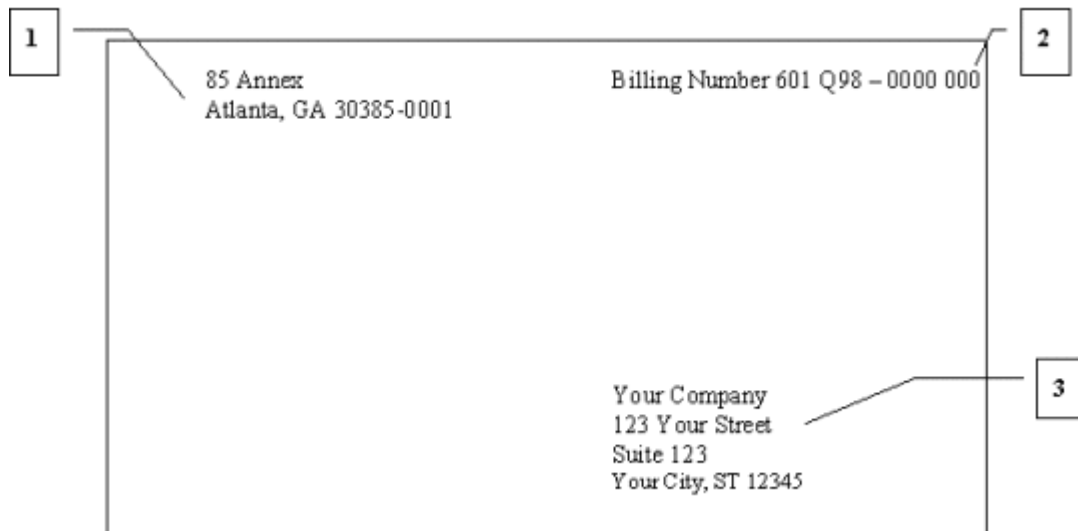 1
2
85 Annex
Billing Number 601 Q98 – 0000 000
Atlanta, GA 30385-0001
Your Company
3
123 Your Street
Suite 123
Your City, ST 12345